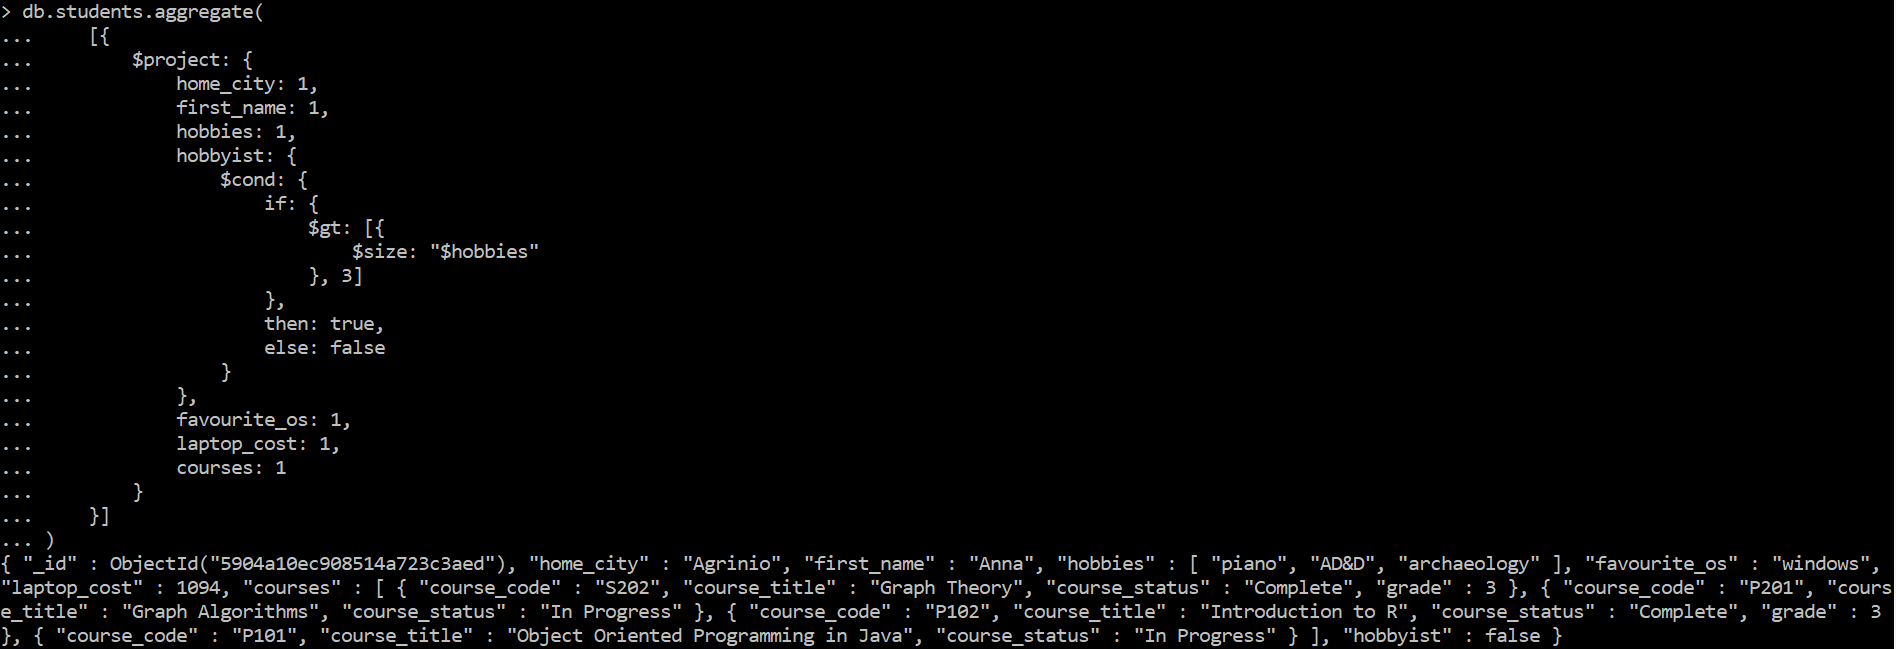 > db.students.aggregate(
...     [{
...         $project: {
...             home_city: 1,
...             first_name: 1,
...             hobbies: 1,
...             hobbyist: {
...                 $cond: {
...                     if: {
...                         $gt: [{
...                             $size: "$hobbies"
...                         }, 3]
...                     },
...                     then: true,
...                     else: false
...                 }
...             },
...             favourite_os: 1,
...             laptop_cost: 1,
...             courses: 1
...         }
...     }]
... )
{ "_id" : ObjectId("5904a10ec908514a723c3aed"), "home_city" : "Agrinio", "first_name" : "Anna", "hobbies" : [ "piano", "AD&D", "archaeology" ], "favourite_os" : "windows",
"laptop_cost" : 1094, "courses" : [ { "course_code" : "S202", "course_title" : "Graph Theory", "course_status" : "Complete", "grade" : 3 }, { "course_code" : "P201", "cours
e_title" : "Graph Algorithms", "course_status" : "In Progress" }, { "course_code" : "P102", "course_title" : "Introduction to R", "course_status" : "Complete", "grade" : 3
}, { "course_code" : "P101", "course_title" : "Object Oriented Programming in Java", "course_status" : "In Progress" } ], "hobbyist" : false }